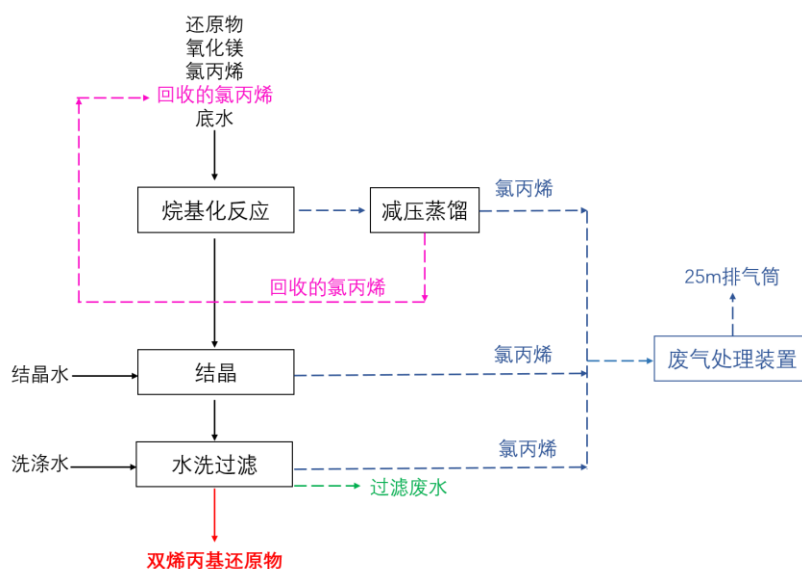 还原物
氧化镁
氯丙烯
回收的氯丙烯
底水
烷基化反应
减压蒸馏
氯丙烯
回收的氯丙烯
25m排气筒
结晶水
结晶
氯丙烯
废气处理装置
洗涤水
水洗过滤
氯丙烯
过滤废水
双烯丙基还原物